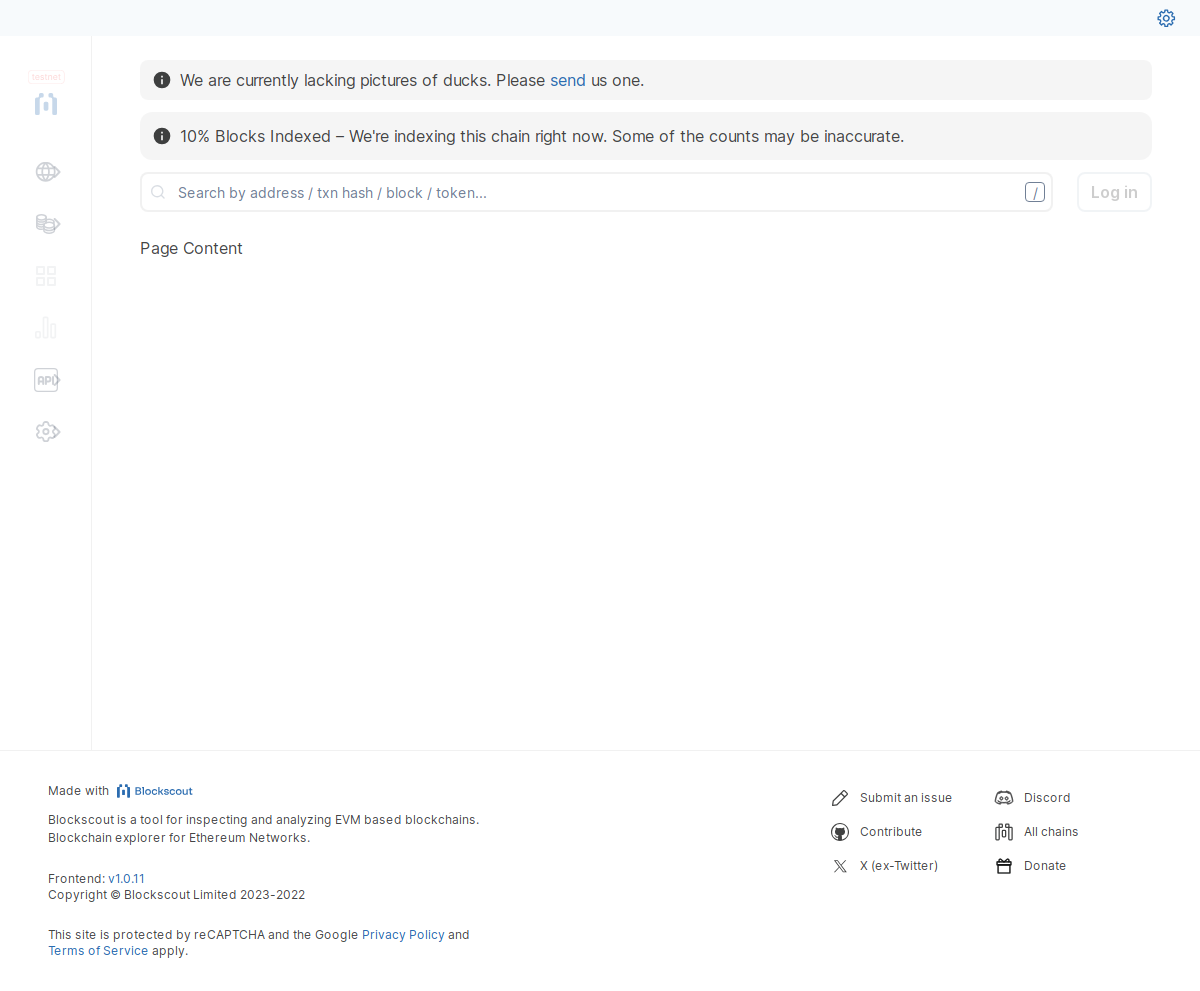 testnet
We are currently lacking pictures of ducks. Please send us one.
10% Blocks Indexed – We're indexing this chain right now. Some of the counts may be inaccurate.
Search by address / txn hash / block / token... /
Log in
API
Page Content
Made with Blockscout
Blockscout is a tool for inspecting and analyzing EVM based blockchains.
Blockchain explorer for Ethereum Networks.
Frontend: v1.0.11
Copyright © Blockscout Limited 2023-2022
This site is protected by reCAPTCHA and the Google Privacy Policy and
Terms of Service apply.
Submit an issue
Discord
Contribute
All chains
X (ex-Twitter)
Donate